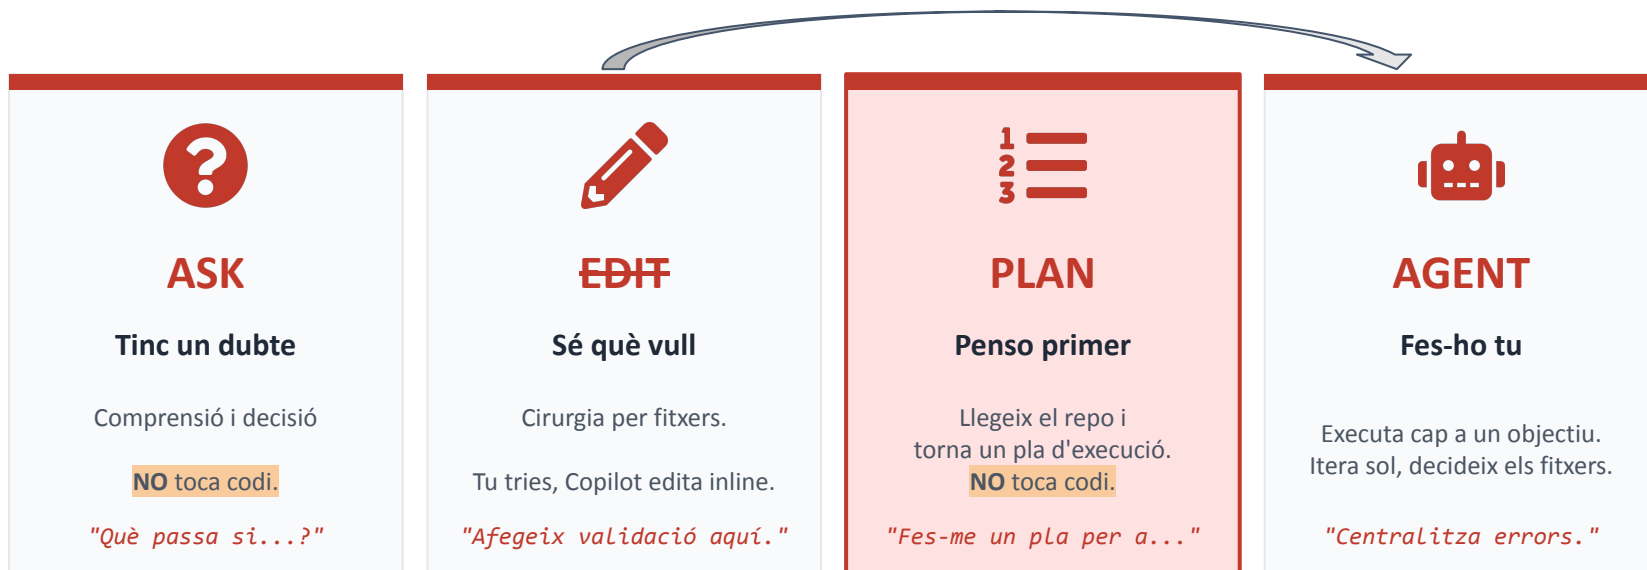 ASK
Tinc un dubte
Comprensió i decisió
NO toca codi.
"Què passa si...?"
EDIT
Sé què vull
Cirurgia per fitxers.
Tu tries, Copilot edita inline.
"Afegeix validació aquí."
1
2
3
PLAN
Penso primer
Llegeix el repo i
torna un pla d'execució.
NO toca codi.
"Fes-me un pla per a..."
AGENT
Fes-ho tu
Executa cap a un objectiu.
Itera sol, decideix els fitxers.
"Centralitza errors."